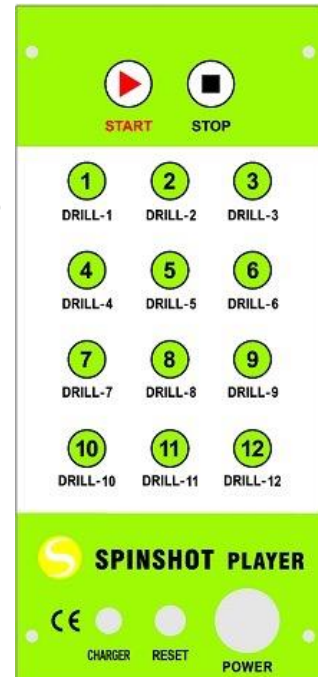 START STOP
1 2 3
DRILL-1 DRILL-2 DRILL-3
4 5 6
DRILL-4 DRILL-5 DRILL-6
7 8 9
DRILL-7 DRILL-8 DRILL-9
10 11 12
DRILL-10 DRILL-11 DRILL-12
S SPINSHOT PLAYER
CE
CHARGER RESET POWER